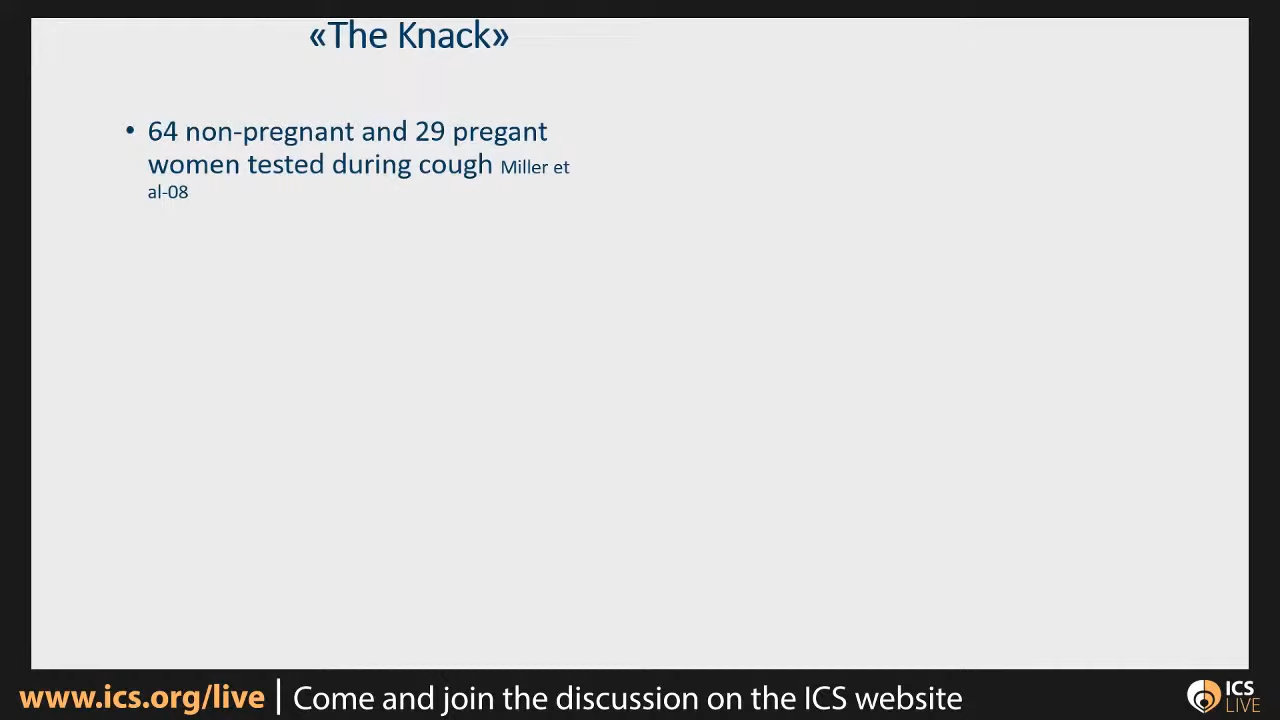 «The Knack»
• 64 non-pregnant and 29 pregant
women tested during cough Miller et
al-08
www.ics.org/live | Come and join the discussion on the ICS website
ICS
LIVE